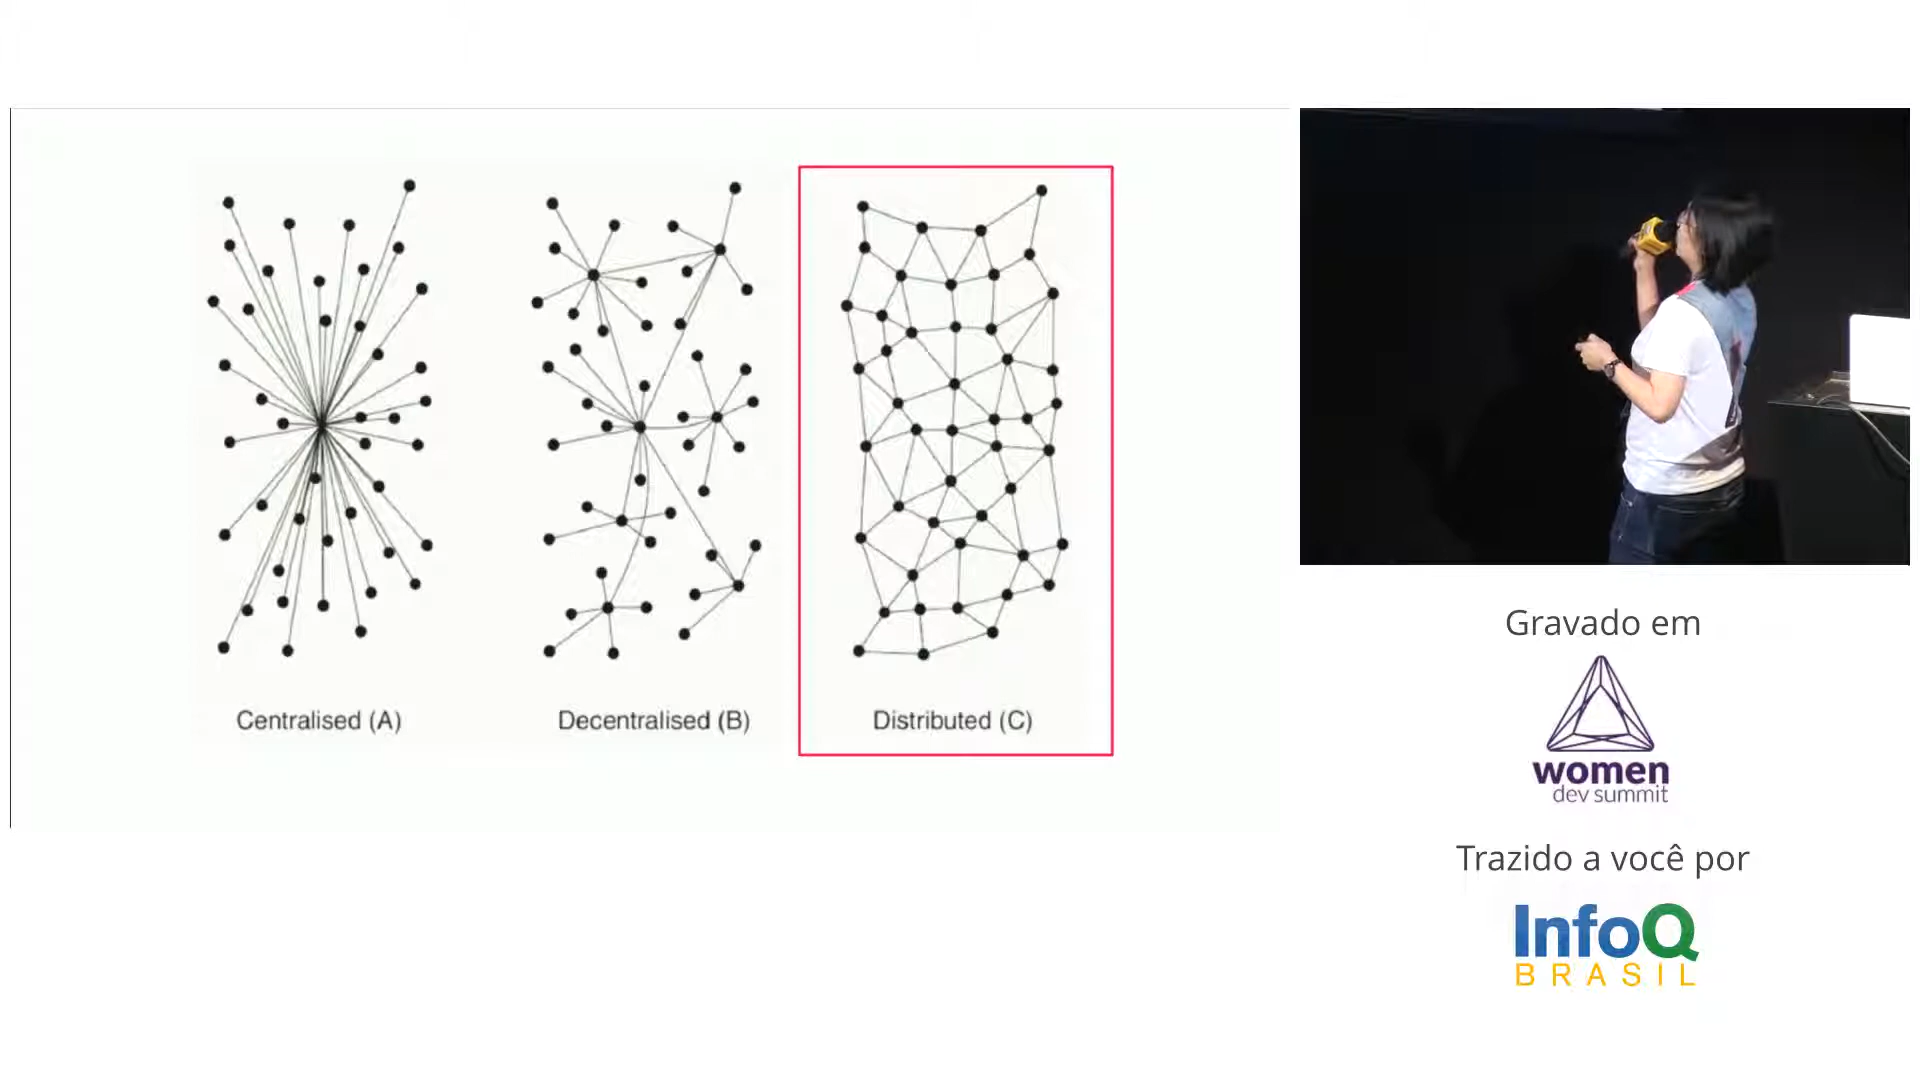 Centralised (A)
Decentralised (B)
Distributed (C)
Gravado em
women
dev summit
Trazido a você por
InfoQ
BRASIL